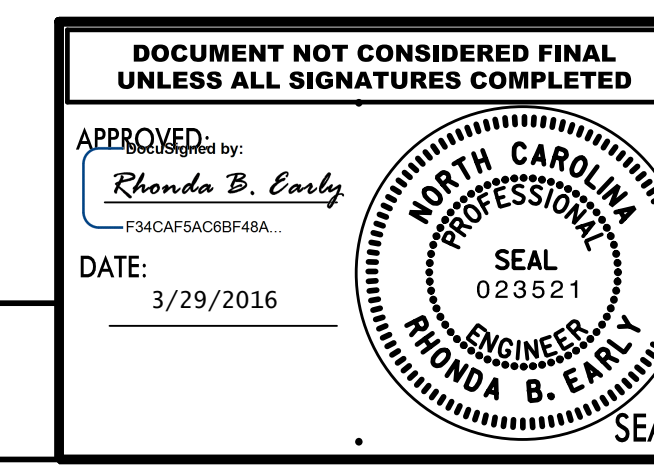 DOCUMENT NOT CONSIDERED FINAL
UNLESS ALL SIGNATURES COMPLETED
APPROVED:
DocuSigned by:
Rhonda B. Early
F34CAF5AC6BF48A...
DATE:
3/29/2016
NORTH CAROLINA
PROFESSIONAL
SEAL
023521
ENGINEER
RHONDA B. EARLY